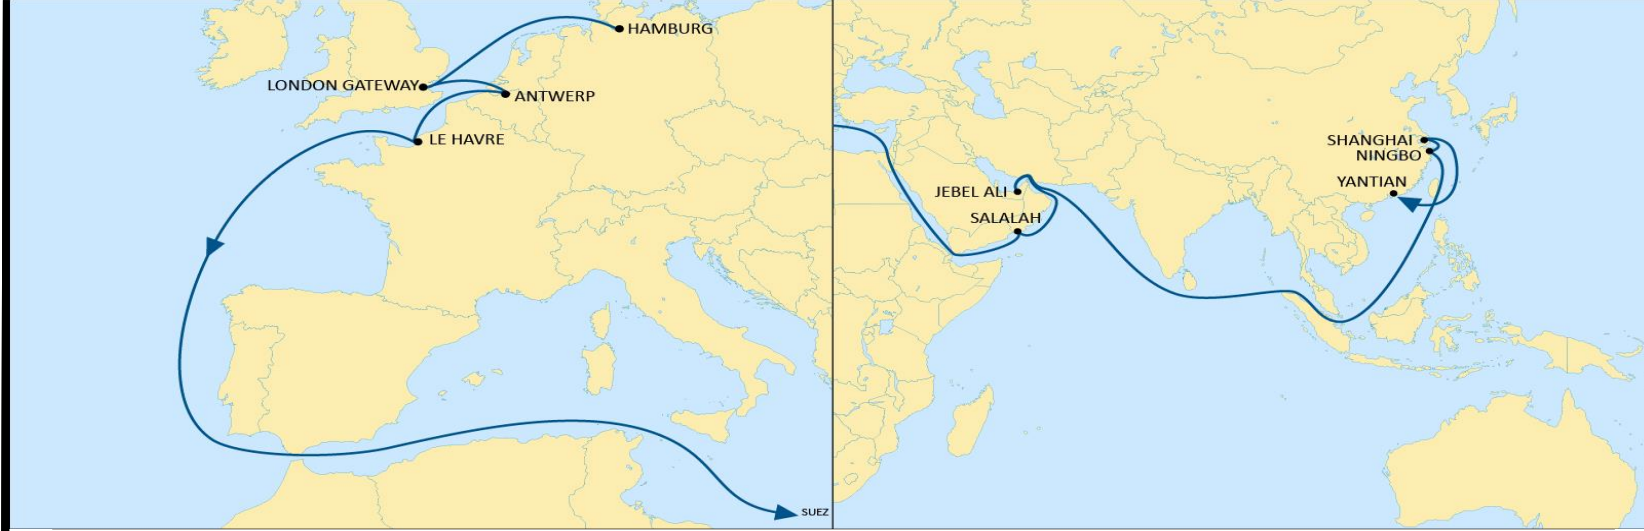 HAMBURG
LONDON GATEWAY
ANTWERP
LE HAVRE
SUEZ
SHANGHAI
NINGBO
YANTIAN
JEBEL ALI
SALALAH